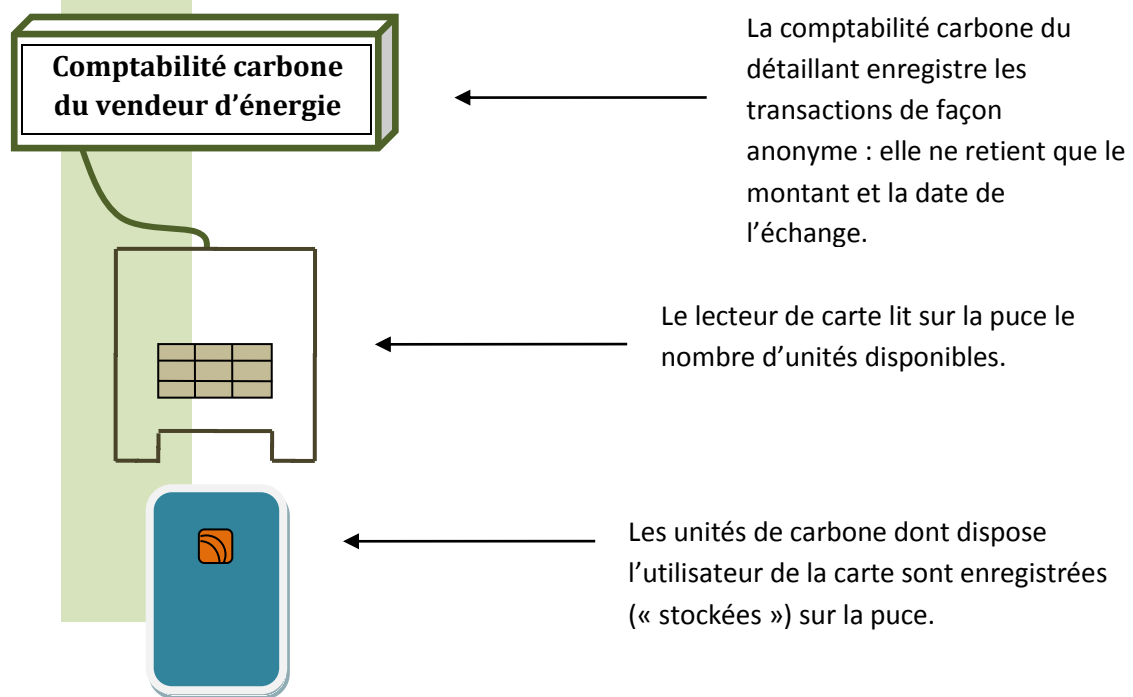 Comptabilité carbone
du vendeur d’énergie
La comptabilité carbone du
détaillant enregistre les
transactions de façon
anonyme : elle ne retient que le
montant et la date de
l’échange.
Le lecteur de carte lit sur la puce le
nombre d’unités disponibles.
Les unités de carbone dont dispose
l’utilisateur de la carte sont enregistrées
(« stockées ») sur la puce.